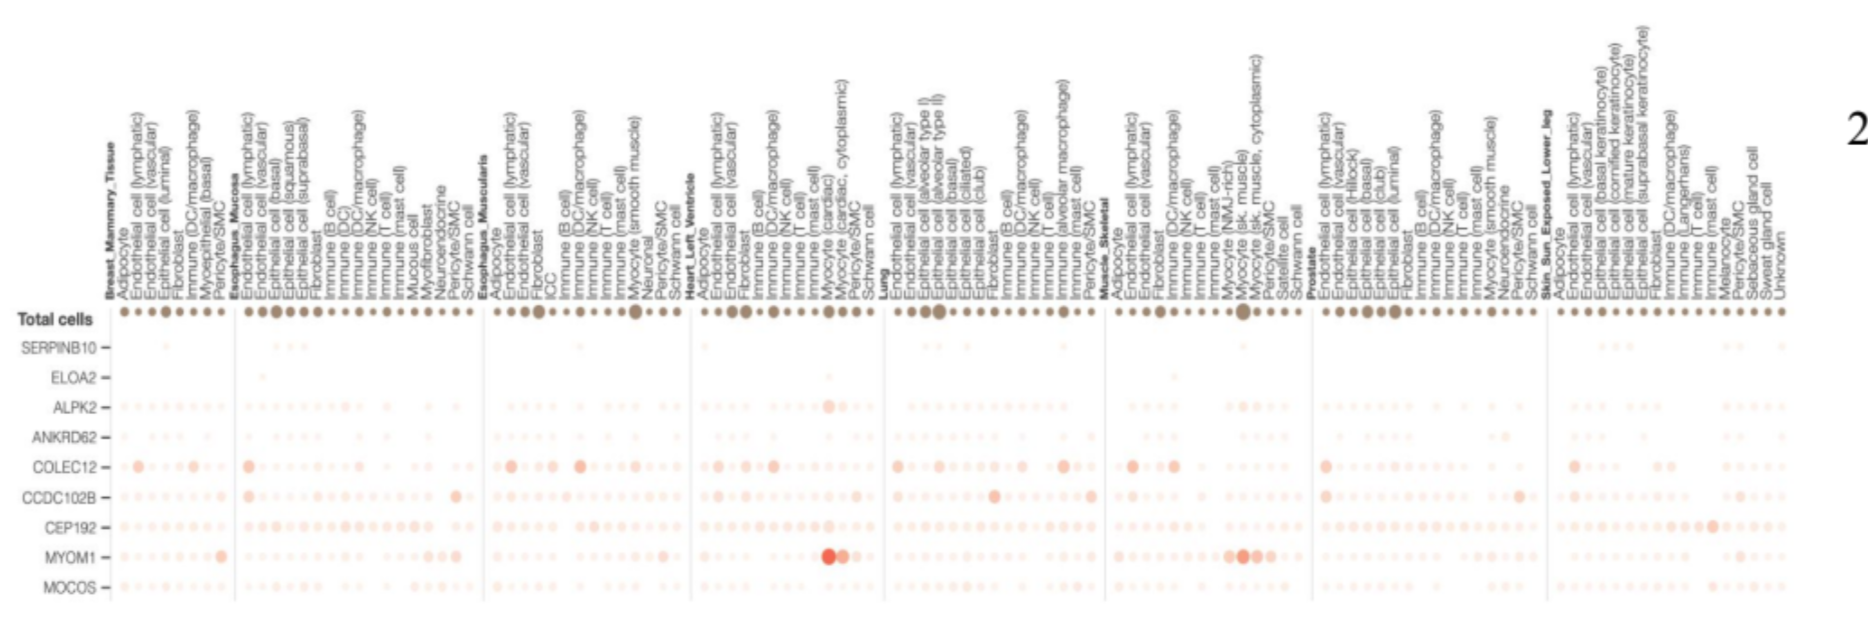 Breast_Mammary_Tissue
Adipocyte
Endothelial cell (lymphatic)
Endothelial cell (vascular)
Epithelial cell (luminal)
Fibroblast
Immune (DC/macrophage)
Myoepithelial (basal)
Pericyte/SMC
Esophagus_Mucosa
Endothelial cell (lymphatic)
Endothelial cell (vascular)
Epithelial cell (basal)
Epithelial cell (squamous)
Epithelial cell (suprabasal)
Fibroblast
Immune (B cell)
Immune (DC)
Immune (DC/macrophage)
Immune (NK cell)
Immune (T cell)
Immune (mast cell)
Mucous cell
Myofibroblast
Neuroendocrine
Pericyte/SMC
Schwann cell
Esophagus_Muscularis
Adipocyte
Endothelial cell (lymphatic)
Endothelial cell (vascular)
Fibroblast
ICC
Immune (B cell)
Immune (DC/macrophage)
Immune (NK cell)
Immune (T cell)
Immune (mast cell)
Myocyte (smooth muscle)
Neuronal
Pericyte/SMC
Schwann cell
Heart_Left_Ventricle
Adipocyte
Endothelial cell (lymphatic)
Endothelial cell (vascular)
Fibroblast
Immune (B cell)
Immune (DC/macrophage)
Immune (NK cell)
Immune (T cell)
Immune (mast cell)
Myocyte (cardiac)
Myocyte (cardiac, cytoplasmic)
Pericyte/SMC
Schwann cell
Lung
Endothelial cell (lymphatic)
Endothelial cell (vascular)
Epithelial cell (alveolar type I)
Epithelial cell (alveolar type II)
Epithelial cell (basal)
Epithelial cell (ciliated)
Epithelial cell (club)
Fibroblast
Immune (B cell)
Immune (DC/macrophage)
Immune (NK cell)
Immune (T cell)
Immune (alveolar macrophage)
Immune (mast cell)
Pericyte/SMC
Muscle_Skeletal
Adipocyte
Endothelial cell (lymphatic)
Endothelial cell (vascular)
Fibroblast
Immune (DC/macrophage)
Immune (NK cell)
Immune (T cell)
Immune (mast cell)
Myocyte (NMJ-rich)
Myocyte (sk. muscle)
Myocyte (sk. muscle, cytoplasmic)
Pericyte/SMC
Satellite cell
Schwann cell
Prostate
Endothelial cell (lymphatic)
Endothelial cell (vascular)
Epithelial cell (Hillock)
Epithelial cell (basal)
Epithelial cell (club)
Epithelial cell (luminal)
Fibroblast
Immune (B cell)
Immune (DC/macrophage)
Immune (NK cell)
Immune (T cell)
Immune (mast cell)
Myocyte (smooth muscle)
Neuroendocrine
Pericyte/SMC
Schwann cell
Skin_Sun_Exposed_Lower_leg
Adipocyte
Endothelial cell (lymphatic)
Endothelial cell (vascular)
Epithelial cell (basal keratinocyte)
Epithelial cell (cornified keratinocyte)
Epithelial cell (mature keratinocyte)
Epithelial cell (suprabasal keratinocyte)
Fibroblast
Immune (DC/macrophage)
Immune (Langerhans)
Immune (T cell)
Immune (mast cell)
Melanocyte
Pericyte/SMC
Sebaceous gland cell
Sweat gland cell
Unknown
2
Total cells
SERPINB10
ELOA2
ALPK2
ANKRD62
COLEC12
CCDC102B
CEP192
MYOM1
MOCOS